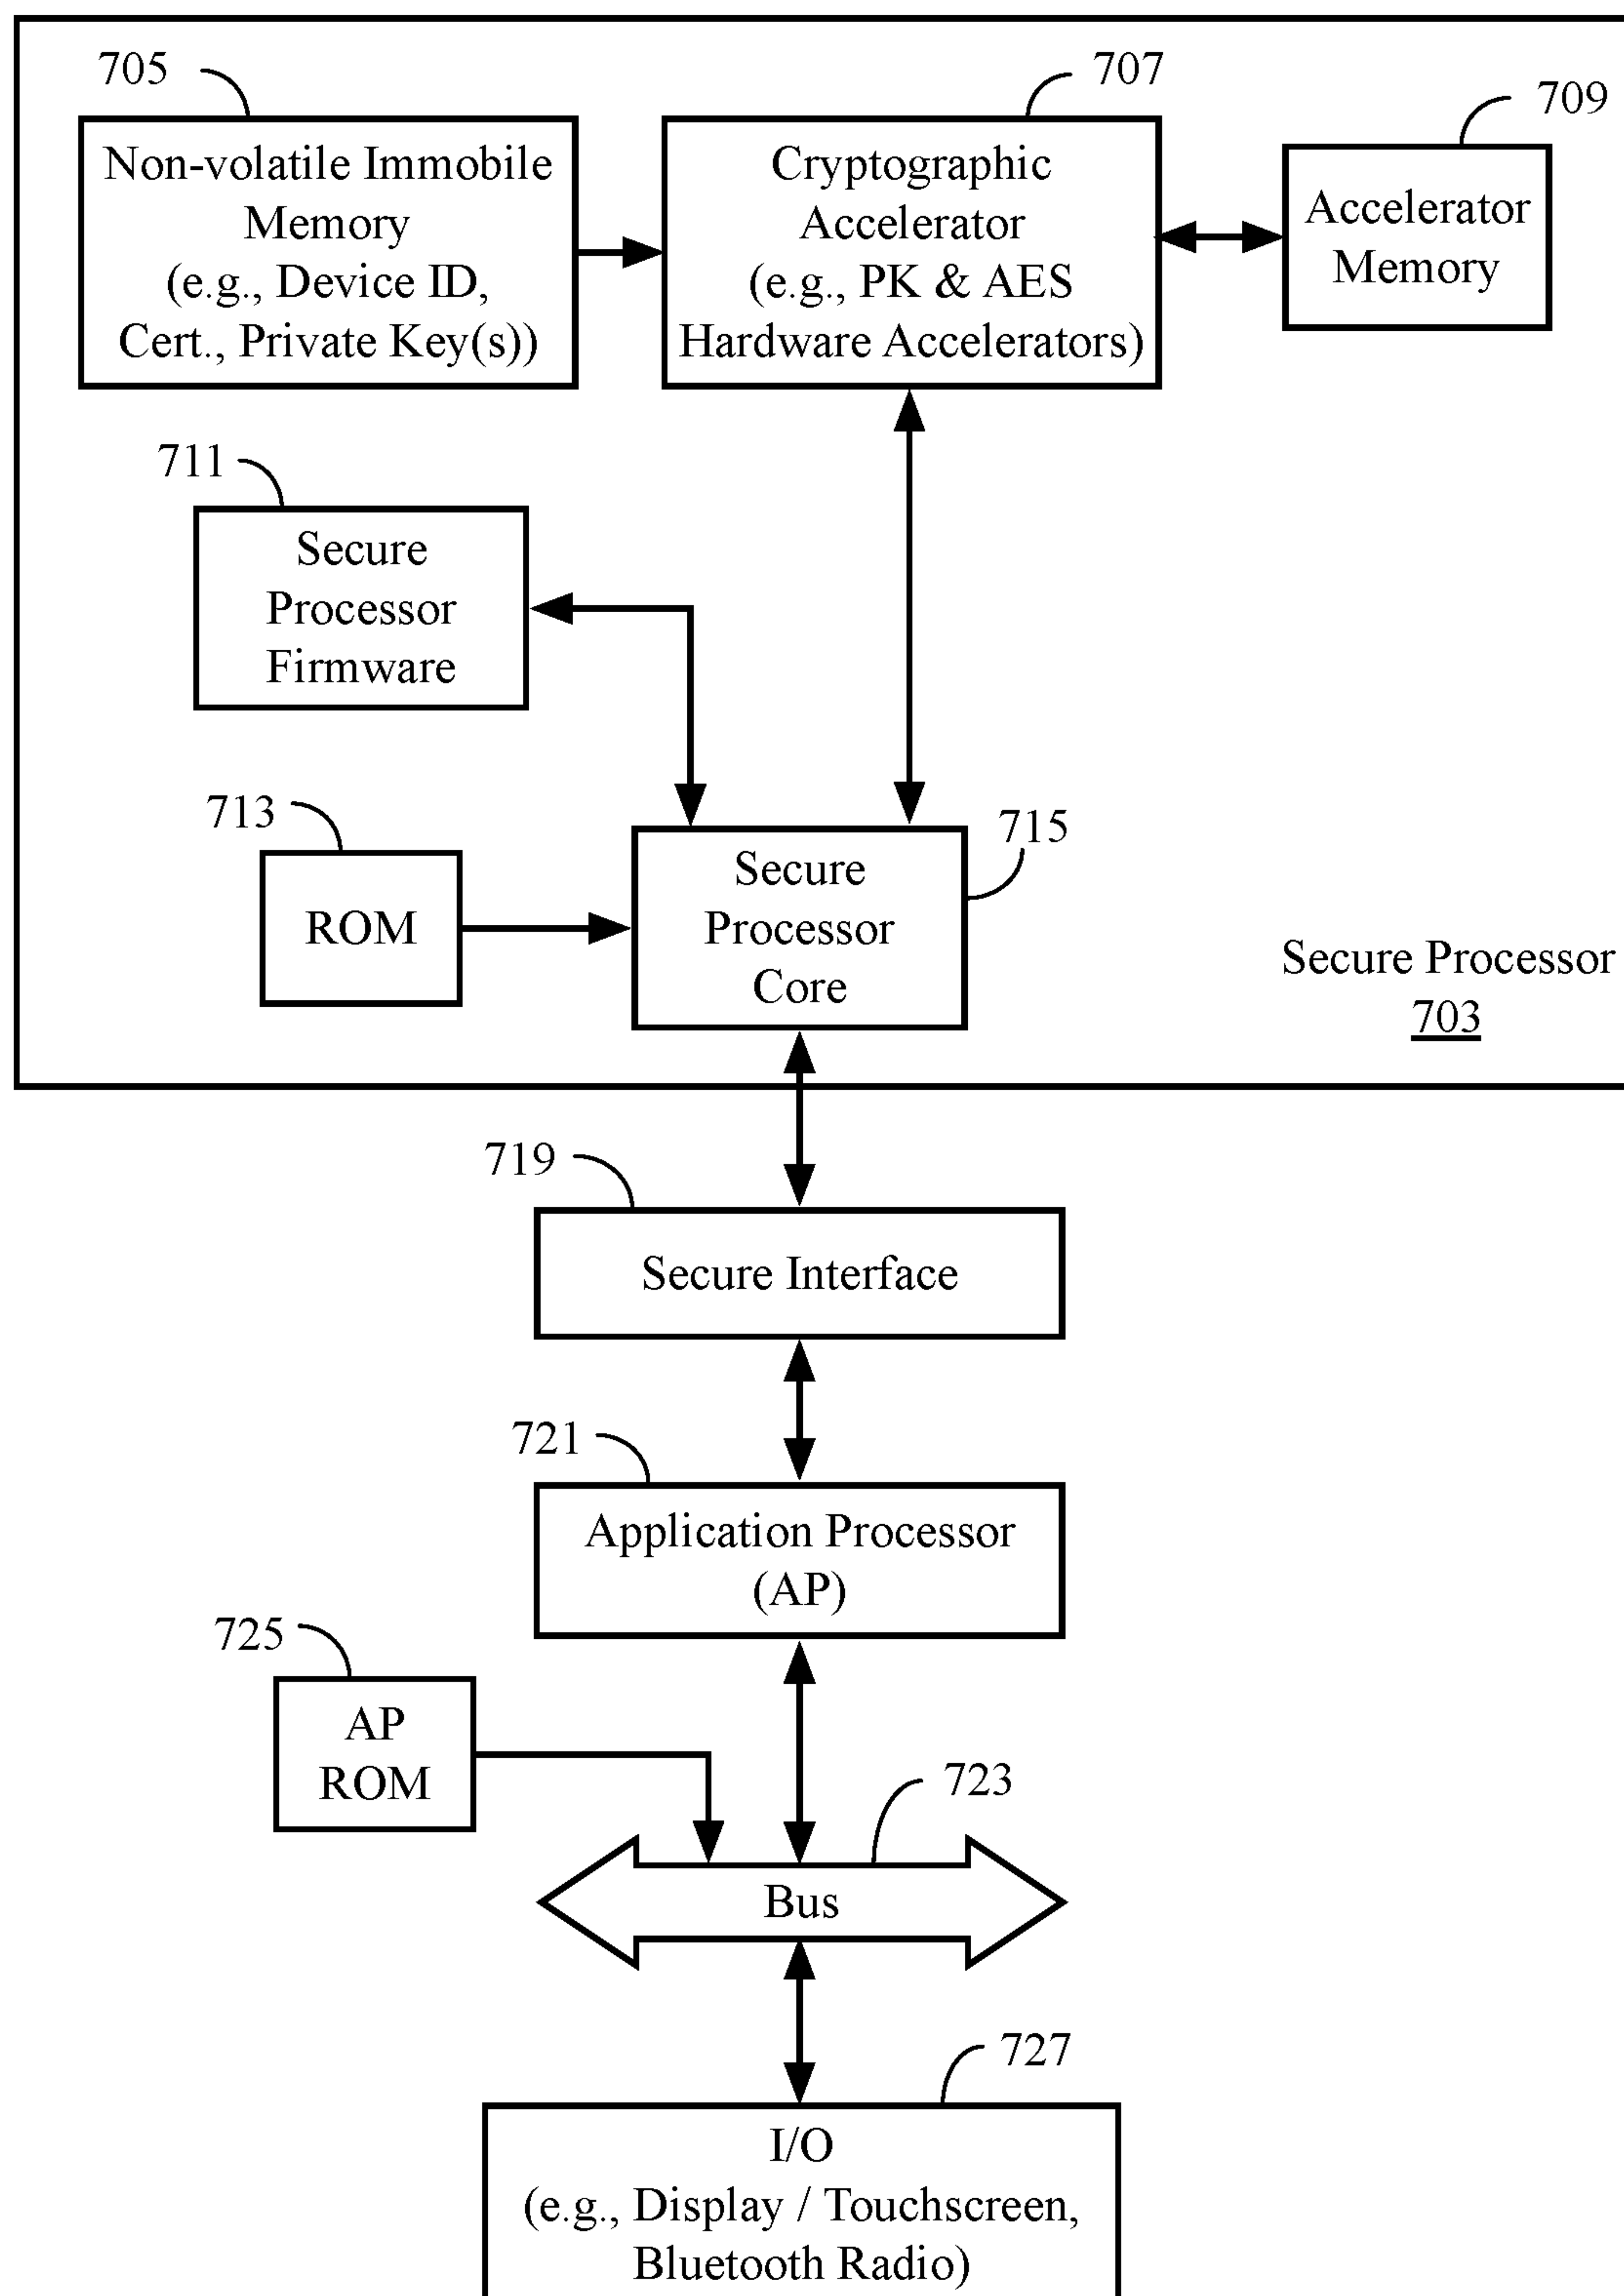 705
707
709
Non-volatile Immobile
Memory
(e.g., Device ID,
Cert., Private Key(s))
Cryptographic
Accelerator
(e.g., PK & AES
Hardware Accelerators)
Accelerator
Memory
711
Secure
Processor
Firmware
713
ROM
715
Secure
Processor
Core
Secure Processor
703
719
Secure Interface
721
Application Processor
(AP)
725
AP
ROM
723
Bus
727
I/O
(e.g., Display / Touchscreen,
Bluetooth Radio)